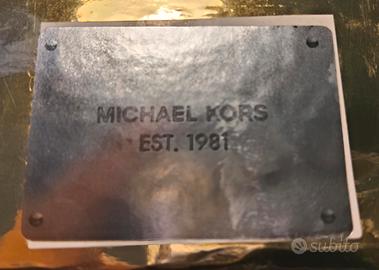 MICHAEL KORS
EST. 1981
subito